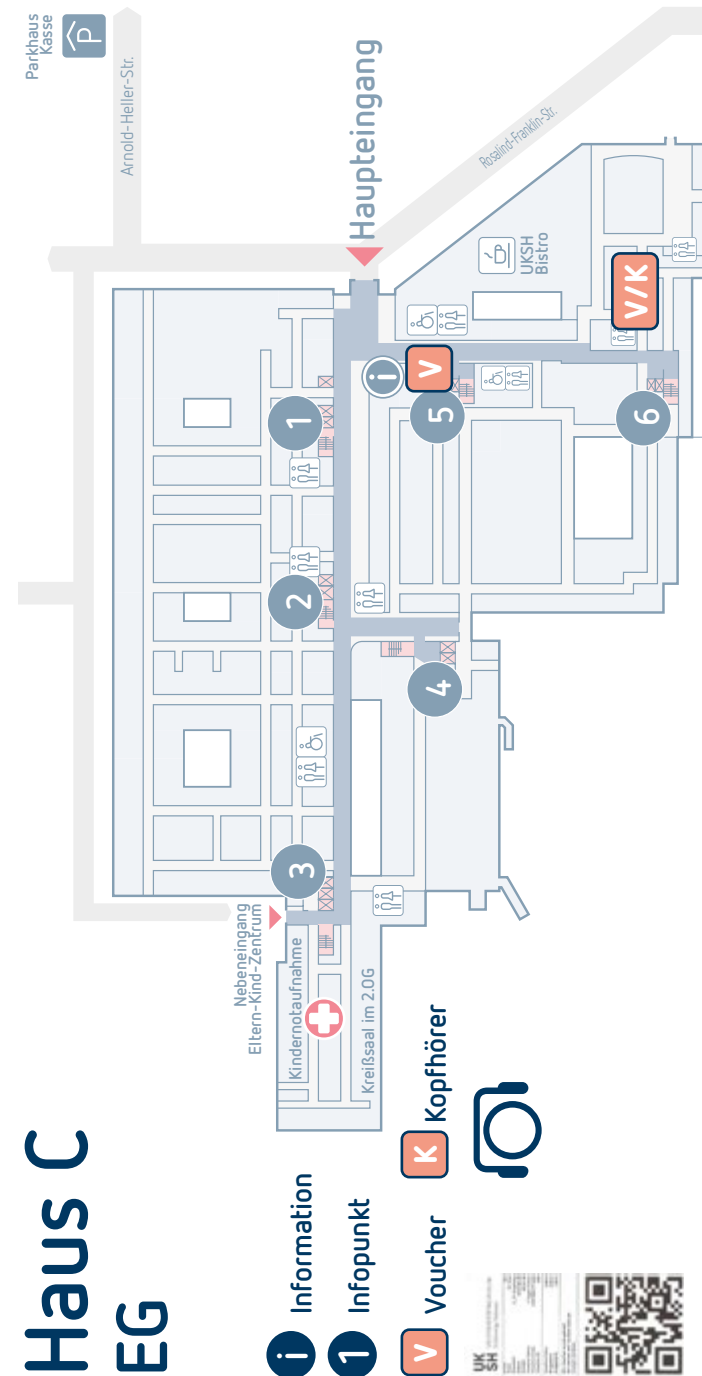 Haus C
EG
Information
1 Infopunkt
V Voucher
K Kopfhörer
UK
SH
Nebeneingang
Eltern-Kind-Zentrum
Kindernotaufnahme
Kreißsaal im 2.OG
3
2
1
4
5
6
V
V/K
UKSH
Bistro
Haupteingang
Arnold-Heller-Str.
Rosalind-Franklin-Str.
Parkhaus
Kasse
P